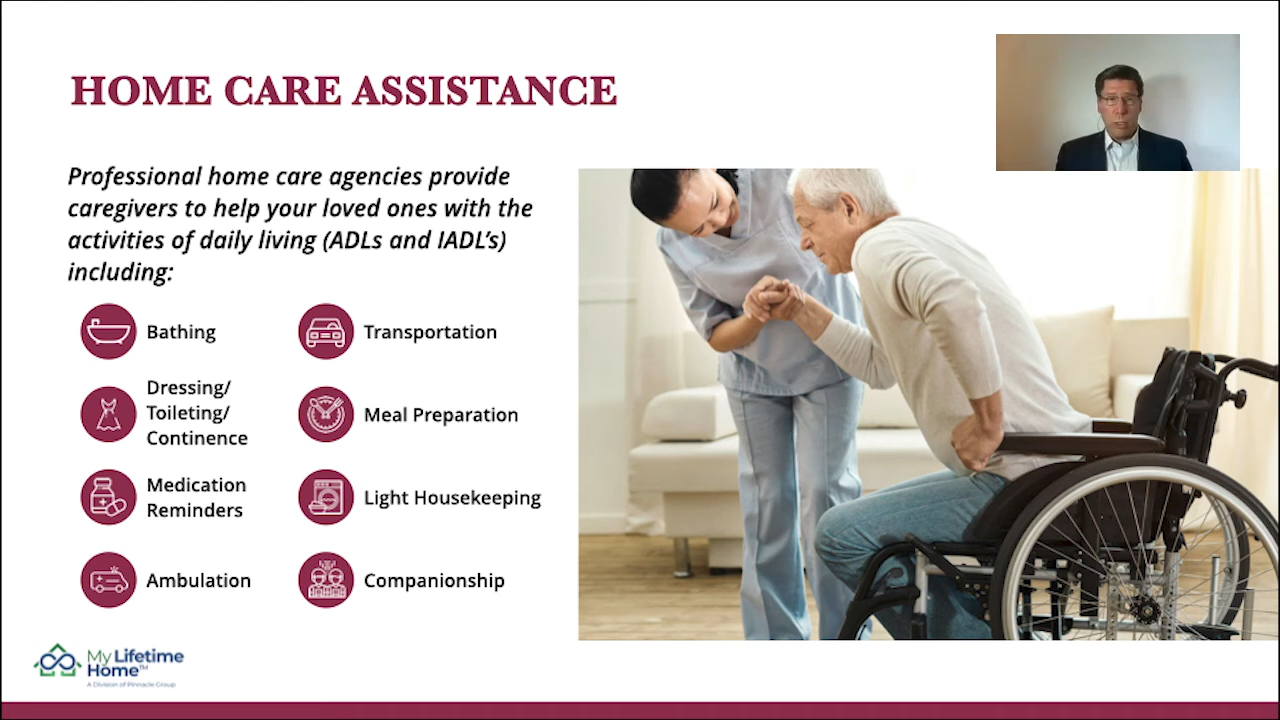 HOME CARE ASSISTANCE
Professional home care agencies provide
caregivers to help your loved ones with the
activities of daily living (ADLs and IADL’s)
including:
Bathing
Dressing/
Toileting/
Continence
Medication
Reminders
Ambulation
Transportation
Meal Preparation
Light Housekeeping
Companionship
My Lifetime
Home™
A Division of Pinnacle Group